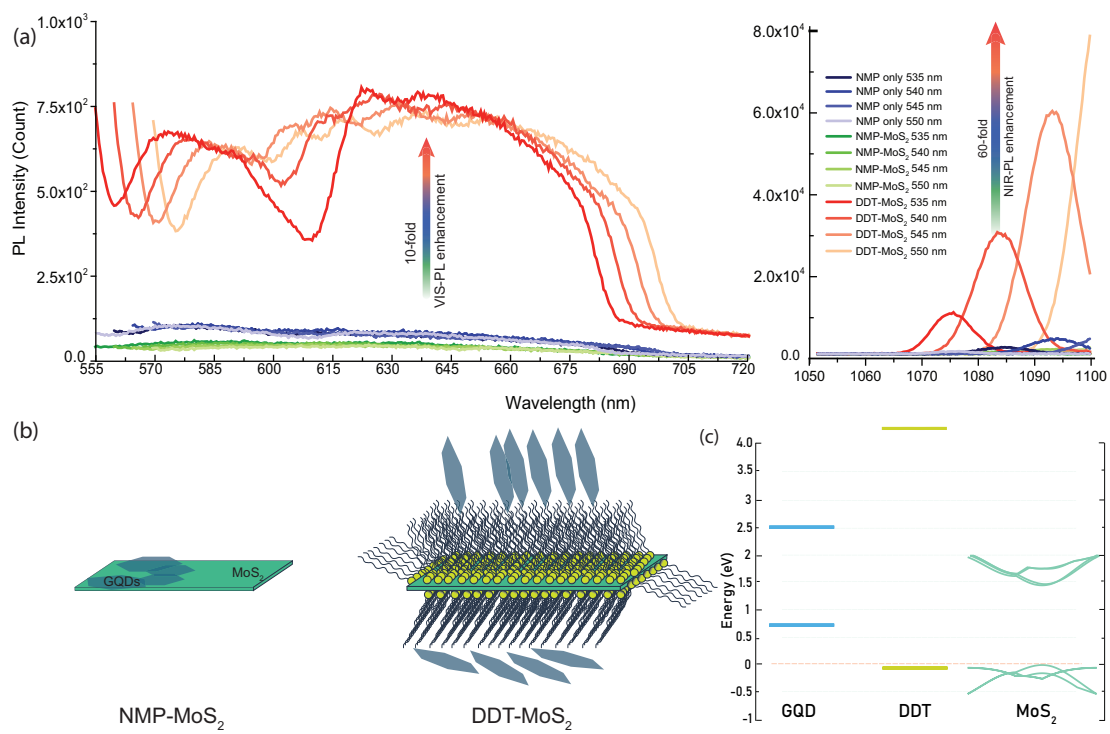 (a)
1.0x10³
7.5x10²
5.0x10²
2.5x10²
0.0
PL Intensity (Count)
10-fold
VIS-PL enhancement
555 570 585 600 615 630 645 660 675 705 720
8.0x10⁴
6.0x10⁴
4.0x10⁴
2.0x10⁴
0.0
NMP only 535 nm
NMP only 540 nm
NMP only 545 nm
NMP only 550 nm
NMP-MoS₂ 535 nm
NMP-MoS₂ 540 nm
NMP-MoS₂ 545 nm
NMP-MoS₂ 550 nm
DDT-MoS₂ 535 nm
DDT-MoS₂ 540 nm
DDT-MoS₂ 545 nm
DDT-MoS₂ 550 nm
60-fold
NIR-PL enhancement
1050 1075 1090 1100
Wavelength (nm)
(b)
GQDs
MoS₂
NMP-MoS₂
DDT-MoS₂
(c)
4.0
3.5
3
2.5
2
1.5
1
0.5
0
-0.5
-1
Energy (eV)
GQD
DDT
MoS₂